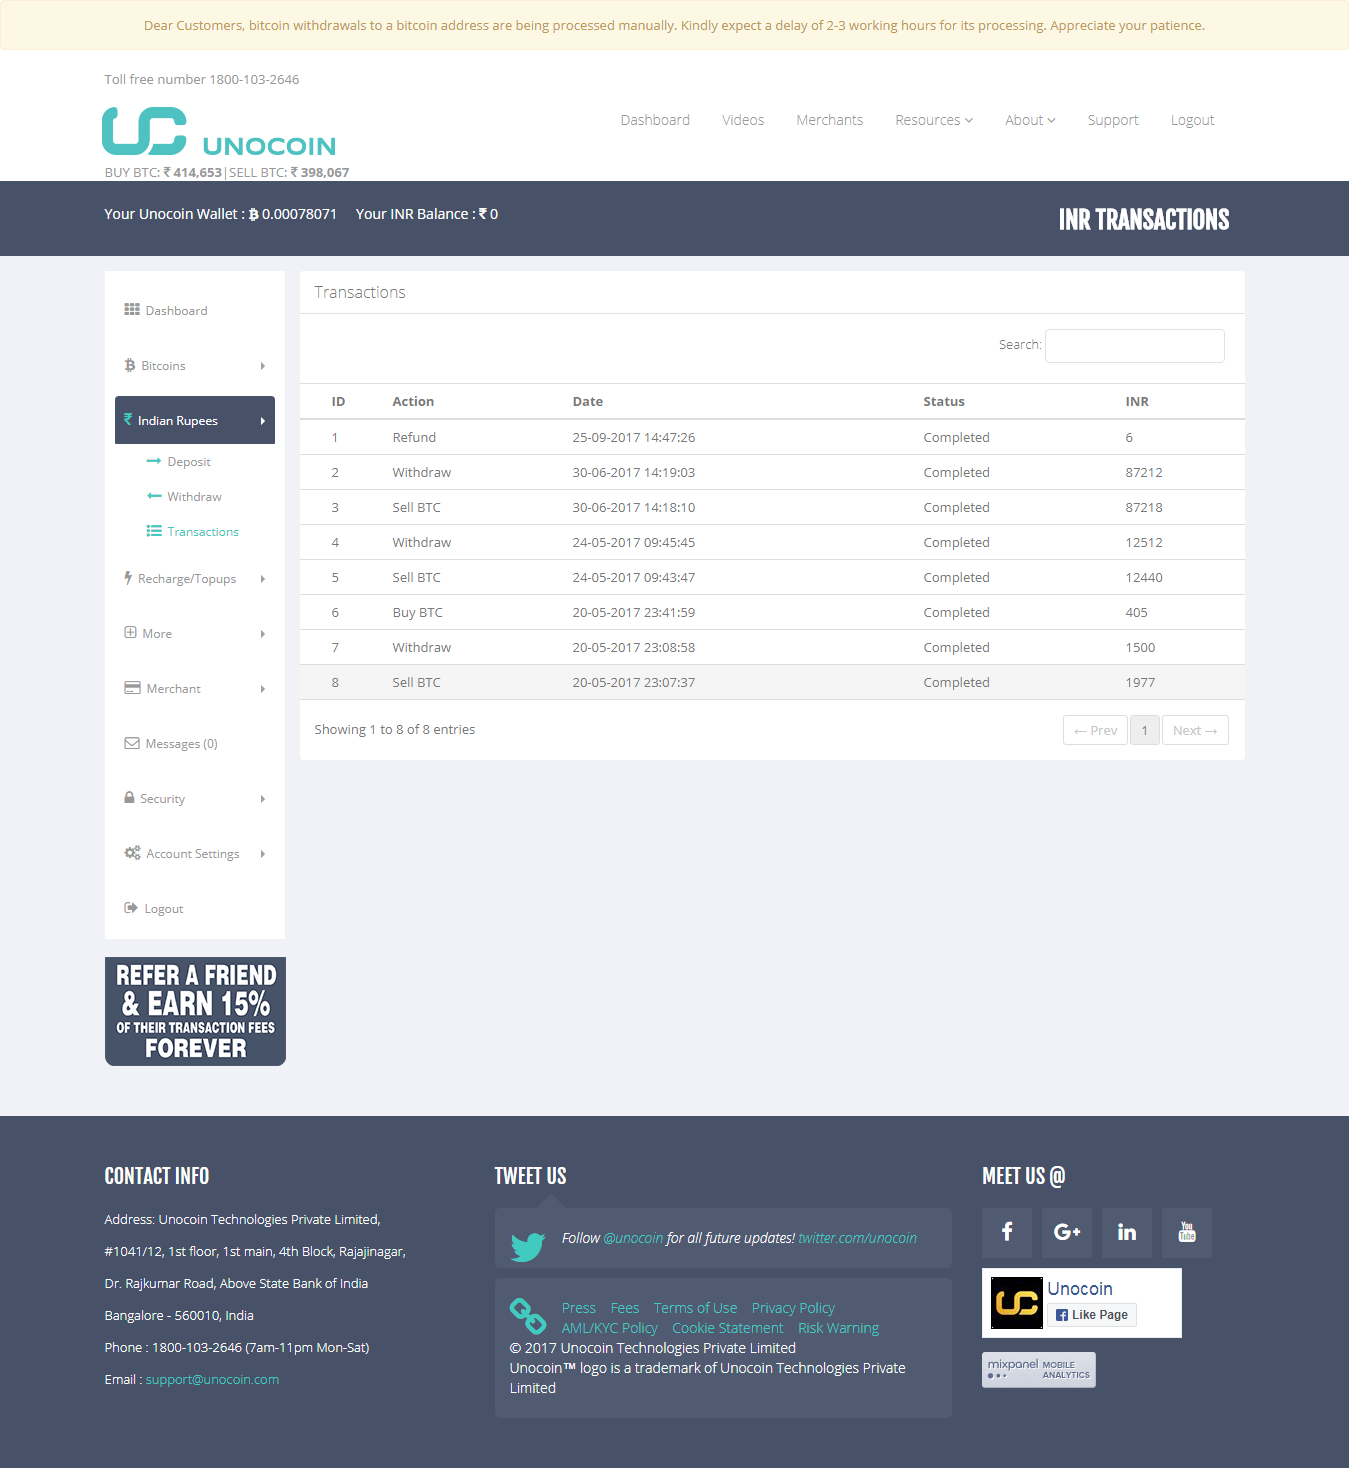 Dear Customers, bitcoin withdrawals to a bitcoin address are being processed manually. Kindly expect a delay of 2-3 working hours for its processing. Appreciate your patience.
Toll free number 1800-103-2646
UC UNOCOIN
Dashboard Videos Merchants Resources About Support Logout
BUY BTC: ₹ 414,653|SELL BTC: ₹ 398,067
Your Unocoin Wallet : ₿ 0.00078071 Your INR Balance : ₹ 0
INR TRANSACTIONS
Dashboard
Bitcoins
₹ Indian Rupees
Deposit
Withdraw
Transactions
Recharge/Topups
More
Merchant
Messages (0)
Security
Account Settings
Logout
REFER A FRIEND
& EARN 15%
OF THEIR TRANSACTION FEES
FOREVER
Transactions
Search:
ID Action Date Status INR
1 Refund 25-09-2017 14:47:26 Completed 6
2 Withdraw 30-06-2017 14:19:03 Completed 87212
3 Sell BTC 30-06-2017 14:18:10 Completed 87218
4 Withdraw 24-05-2017 09:45:45 Completed 12512
5 Sell BTC 24-05-2017 09:43:47 Completed 12440
6 Buy BTC 20-05-2017 23:41:59 Completed 405
7 Withdraw 20-05-2017 23:08:58 Completed 1500
8 Sell BTC 20-05-2017 23:07:37 Completed 1977
Showing 1 to 8 of 8 entries
← Prev 1 Next →
CONTACT INFO
Address: Unocoin Technologies Private Limited,
#1041/12, 1st floor, 1st main, 4th Block, Rajajinagar,
Dr. Rajkumar Road, Above State Bank of India
Bangalore - 560010, India
Phone : 1800-103-2646 (7am-11pm Mon-Sat)
Email : support@unocoin.com
TWEET US
Follow @unocoin for all future updates! twitter.com/unocoin
Press Fees Terms of Use Privacy Policy
AML/KYC Policy Cookie Statement Risk Warning
© 2017 Unocoin Technologies Private Limited
Unocoin™ logo is a trademark of Unocoin Technologies Private
Limited
MEET US @
f G+ in You Tube
UC Unocoin
Like Page
mixpanel MOBILE
ANALYTICS